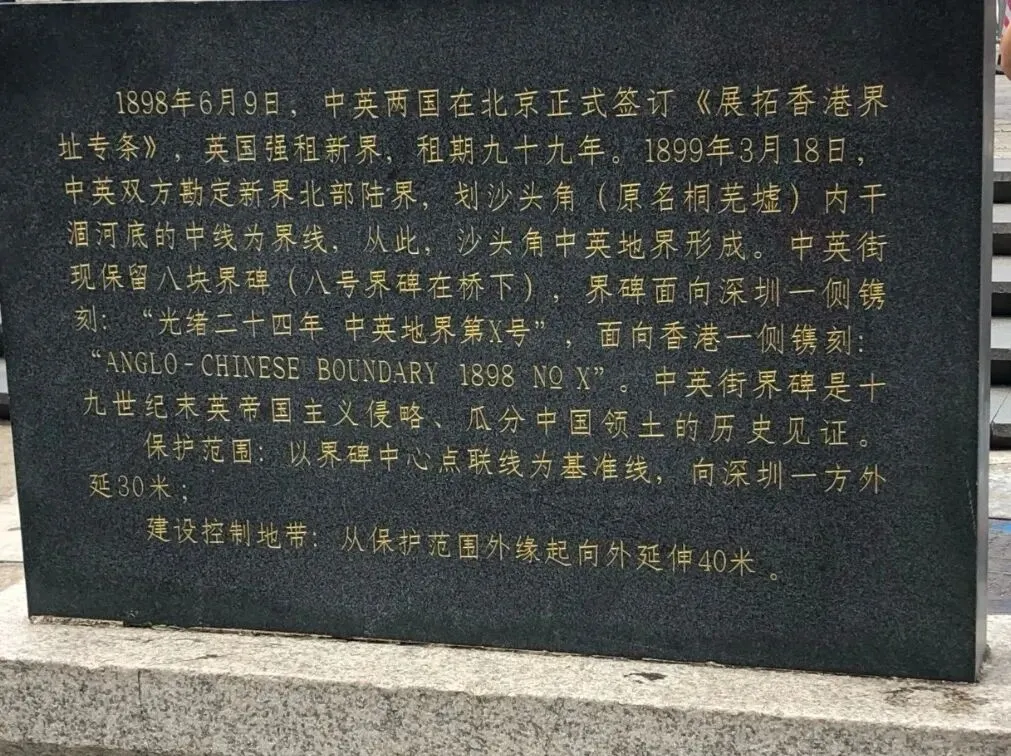 1898年6月9日，中英两国在北京正式签订《展拓香港界
址专条》，英国强租新界，租期九十九年。1899年3月18日，
中英双方勘定新界北部陆界，划沙头角（原名桐芜墟）内干
涸河底的中线为界线．从此，沙头角中英地界形成。中英街
现保留八块界碑（八号界碑在桥下），界碑面向深圳一侧镌
刻：“光绪二十四年 中英地界第X号”，面向香港一侧镌刻：
“ANGLO-CHINESE BOUNDARY 1898 NO X”。中英街界碑是十
九世纪末英帝国主义侵略、瓜分中国领土的历史见证。
保护范围：以界碑中心点联线为基准线，向深圳一方外
延30米；
建设控制地带：从保护范围外缘起向外延伸40米。